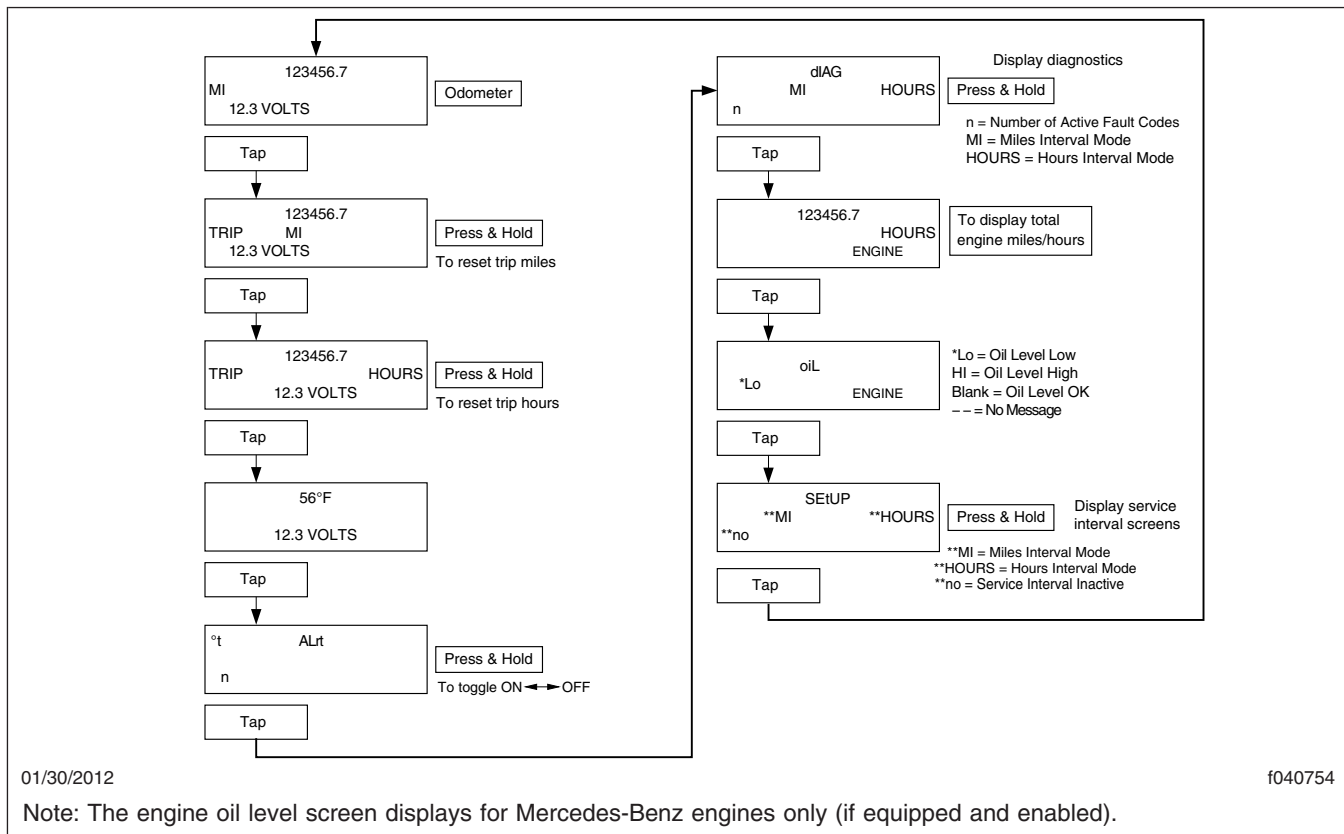 123456.7
MI
12.3 VOLTS
Odometer
Tap
123456.7
TRIP MI
12.3 VOLTS
Press & Hold
To reset trip miles
Tap
123456.7
TRIP HOURS
12.3 VOLTS
Press & Hold
To reset trip hours
Tap
56°F
12.3 VOLTS
Tap
°t ALrt
n
Press & Hold
To toggle ON OFF
Tap
dIAG
MI HOURS
n
Display diagnostics
Press & Hold
n = Number of Active Fault Codes
MI = Miles Interval Mode
HOURS = Hours Interval Mode
Tap
123456.7
HOURS
ENGINE
To display total
engine miles/hours
Tap
oiL
*Lo
ENGINE
*Lo = Oil Level Low
HI = Oil Level High
Blank = Oil Level OK
– – = No Message
Tap
SEtUP
**MI **HOURS
**no
Press & Hold
Display service
interval screens
**MI = Miles Interval Mode
**HOURS = Hours Interval Mode
**no = Service Interval Inactive
Tap
01/30/2012 f040754
Note: The engine oil level screen displays for Mercedes-Benz engines only (if equipped and enabled).